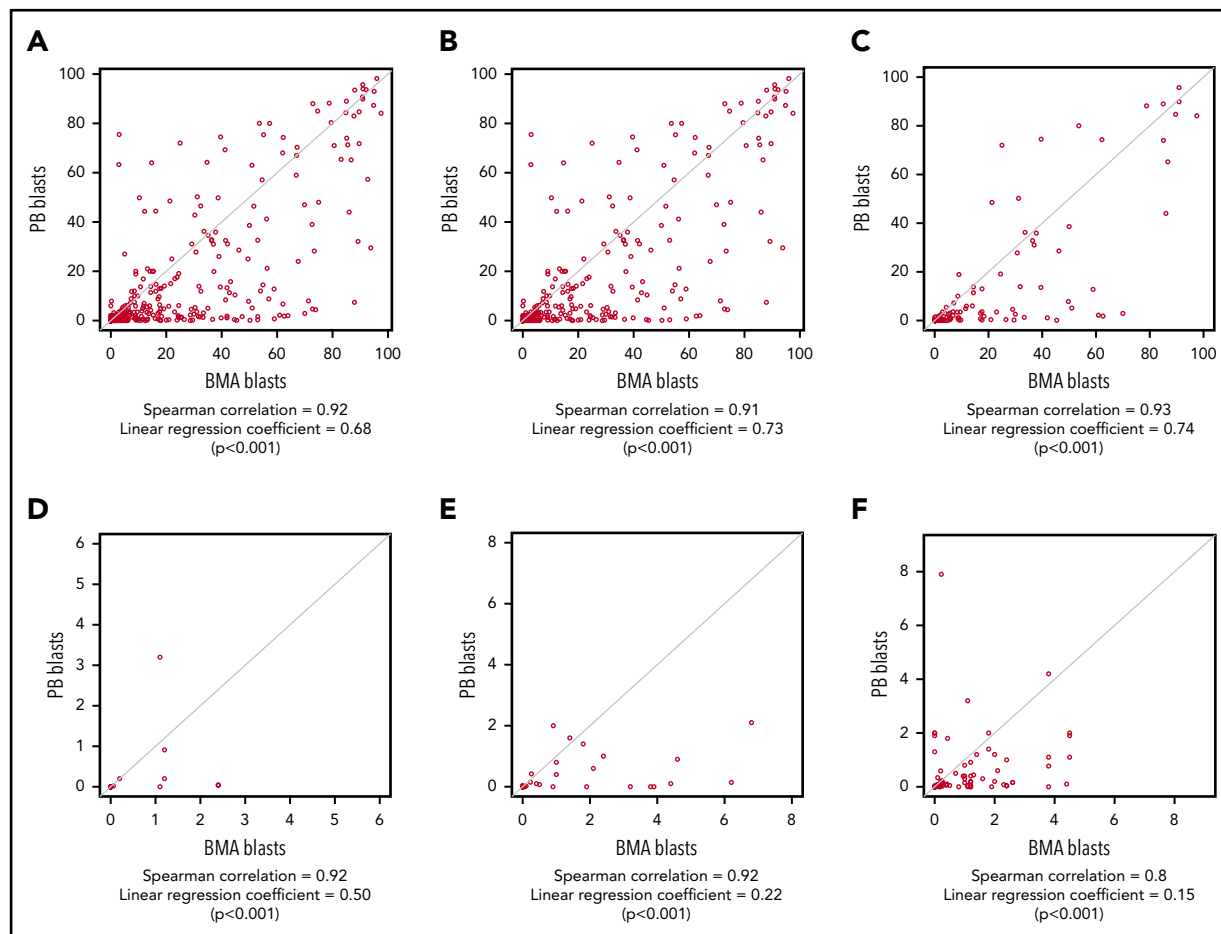 A
100
80
60
40
20
0
PB blasts
0 20 40 60 80 100
BMA blasts
Spearman correlation = 0.92
Linear regression coefficient = 0.68
(p<0.001)
B
100
80
60
40
20
0
PB blasts
0 20 40 60 80 100
BMA blasts
Spearman correlation = 0.91
Linear regression coefficient = 0.73
(p<0.001)
C
100
80
60
40
20
0
PB blasts
0 20 40 60 80 100
BMA blasts
Spearman correlation = 0.93
Linear regression coefficient = 0.74
(p<0.001)
D
6
5
4
3
2
1
0
PB blasts
0 1 2 3 4 5 6
BMA blasts
Spearman correlation = 0.92
Linear regression coefficient = 0.50
(p<0.001)
E
8
6
4
2
0
PB blasts
0 2 4 6 8
BMA blasts
Spearman correlation = 0.92
Linear regression coefficient = 0.22
(p<0.001)
F
8
6
4
2
0
PB blasts
0 2 4 6 8
BMA blasts
Spearman correlation = 0.8
Linear regression coefficient = 0.15
(p<0.001)